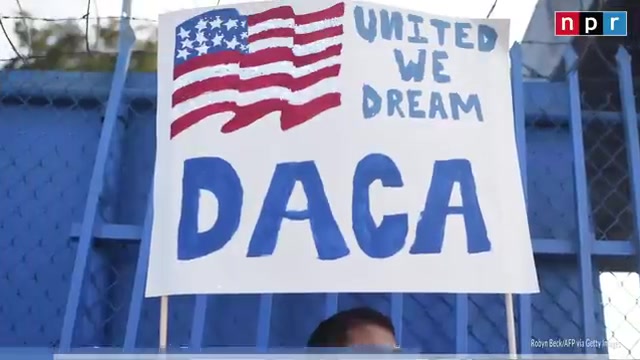 npr
UNITED
WE
DREAM
DACA
Robyn Beck/AFP via Getty Images